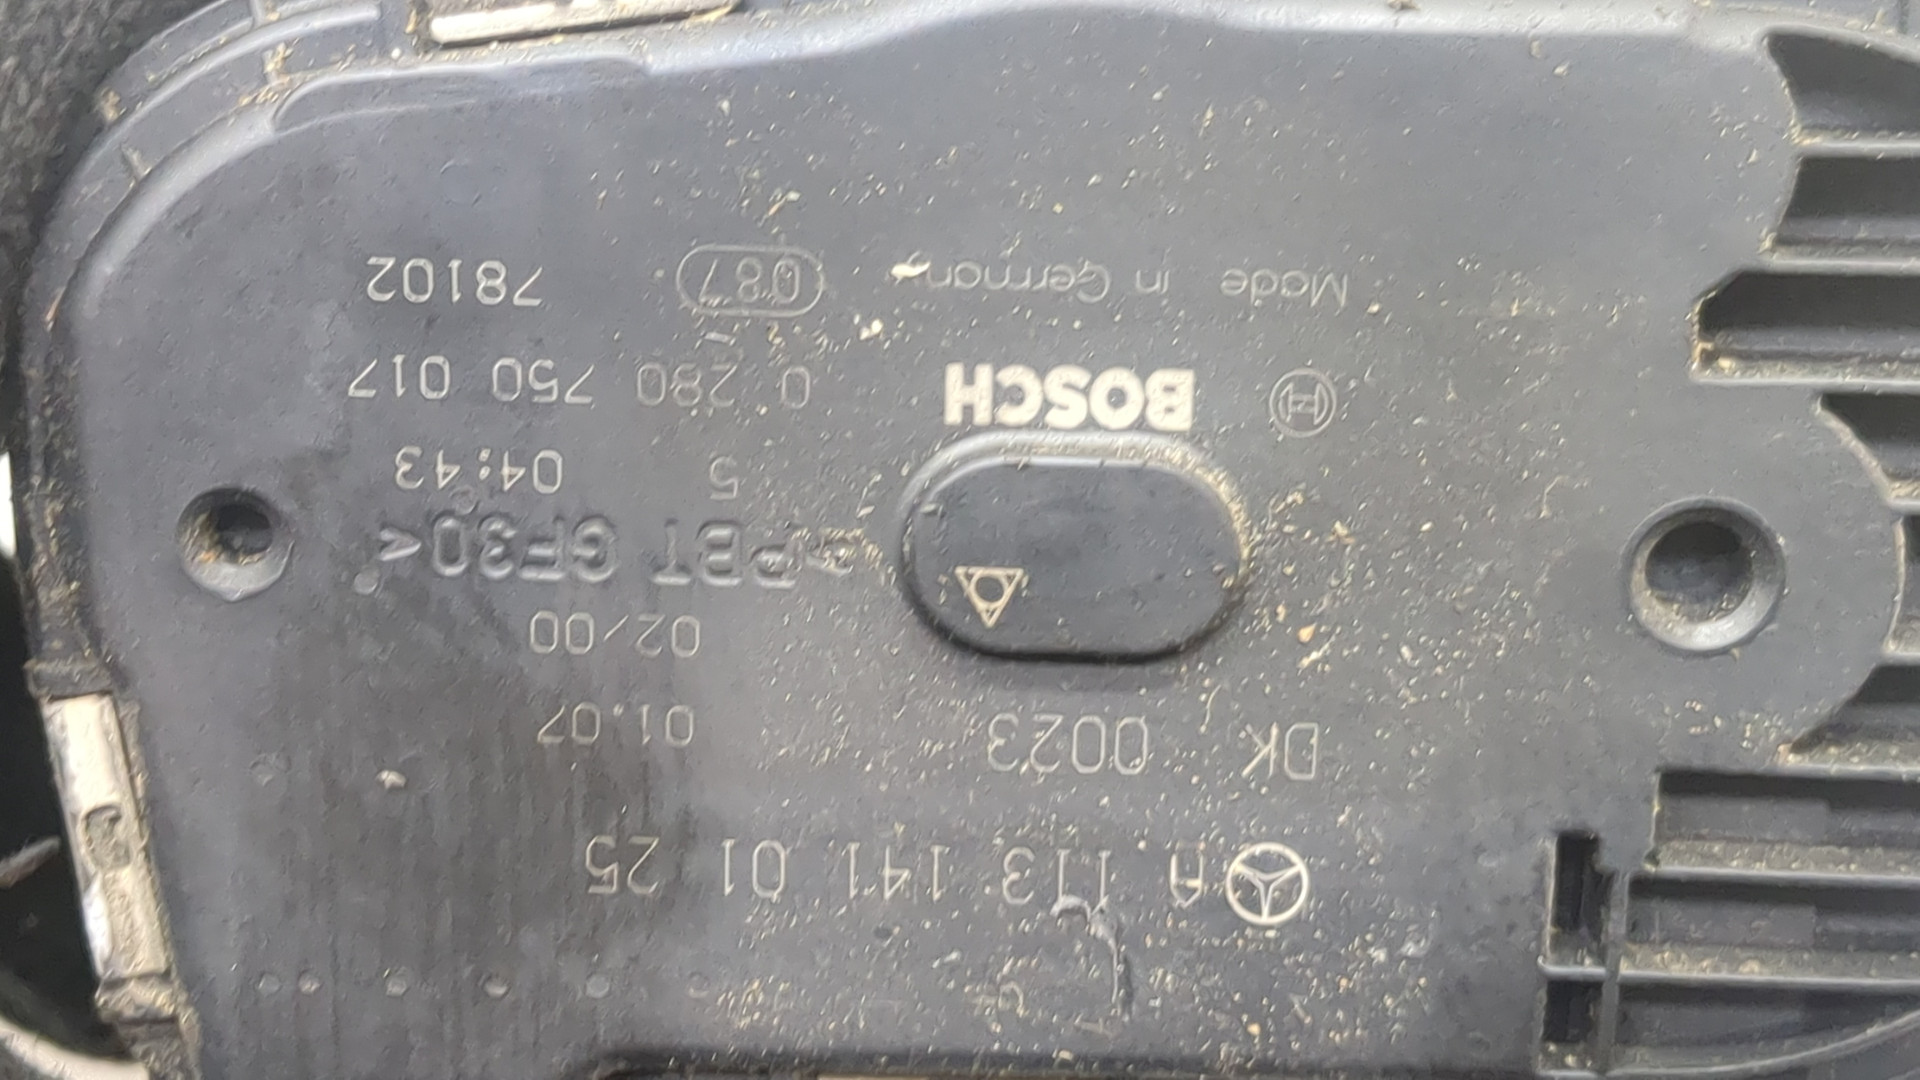 A 113 141 01 25
DK 0023 01.07
02/00
>PBT GF30<
5 04:43
BOSCH 0 280 750 017
Made in Germany 087 78102